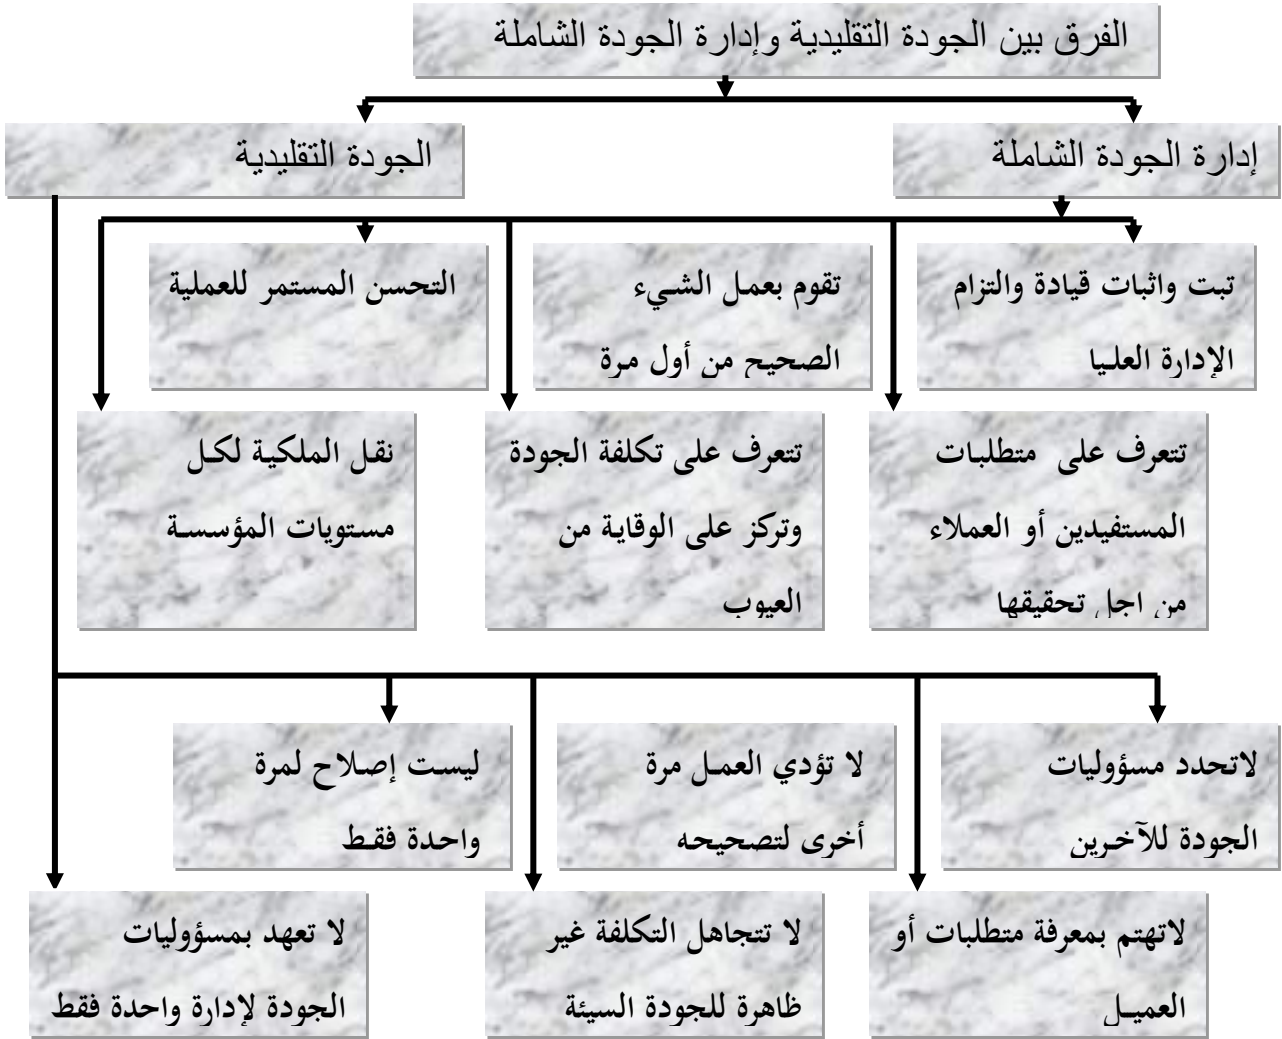 الفرق بين الجودة التقليدية وإدارة الجودة الشاملة
إدارة الجودة الشاملة
الجودة التقليدية
تبت واثبات قيادة والتزام
الإدارة العليا
تقوم بعمل الشيء
الصحيح من أول مرة
التحسن المستمر للعملية
تتعرف على متطلبات
المستفيدين أو العملاء
من اجل تحقيقها
تتعرف على تكلفة الجودة
وتركز على الوقاية من
العيوب
نقل الملكية لكل
مستويات المؤسسة
لاتحدد مسؤوليات
الجودة للآخرين
لا تؤدي العمل مرة
أخرى لتصحيحه
ليست إصلاح لمرة
واحدة فقط
لاتهتم بمعرفة متطلبات أو
العميل
لا تتجاهل التكلفة غير
ظاهرة للجودة السيئة
لا تعهد بمسؤوليات
الجودة لإدارة واحدة فقط